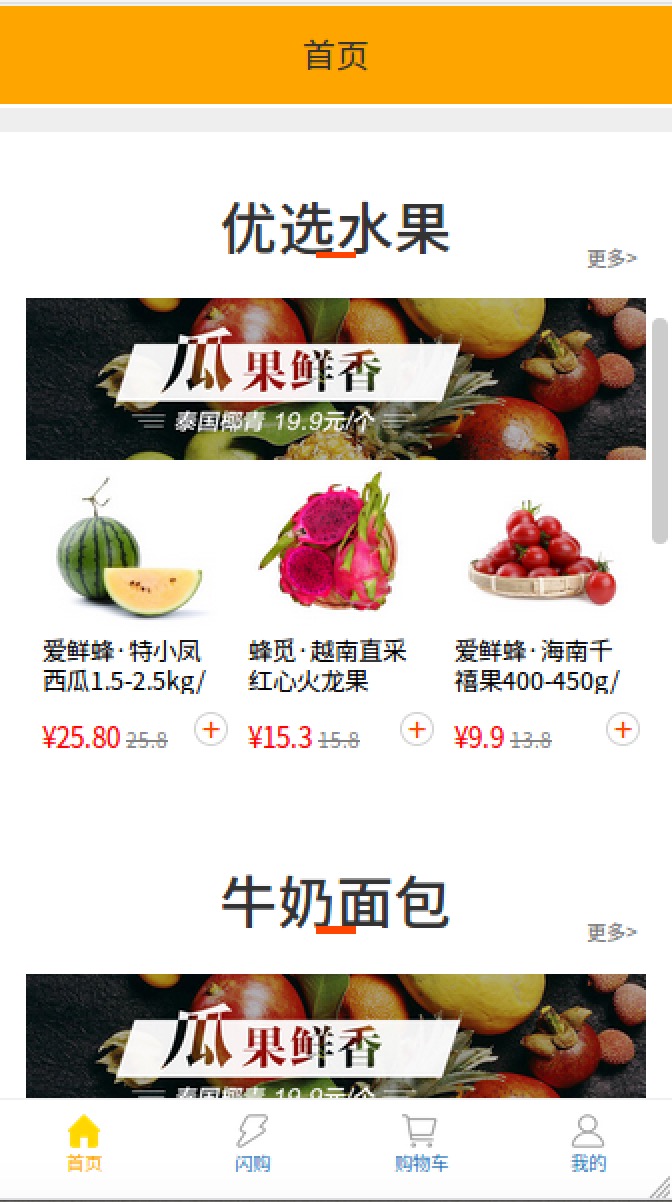 首页
优选水果
更多>
瓜果鲜香
泰国椰青 19.9元/个
爱鲜蜂·特小凤
西瓜1.5-2.5kg/
¥25.80 25.8 +
蜂觅·越南直采
红心火龙果
¥15.3 15.8 +
爱鲜蜂·海南千
禧果400-450g/
¥9.9 13.8 +
牛奶面包
更多>
瓜果鲜香
泰国椰青 19.9元/个
首页
闪购
购物车
我的